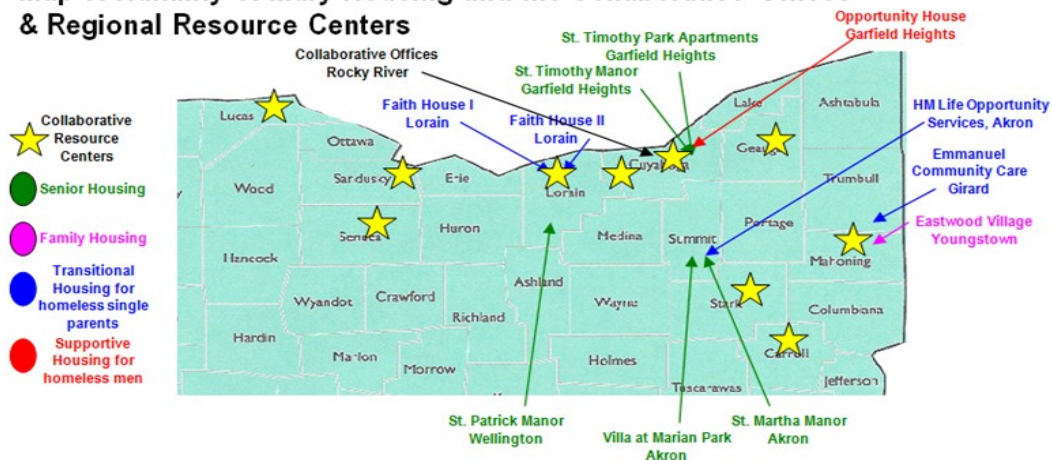 & Regional Resource Centers
Collaborative Offices
Rocky River
St. Timothy Park Apartments
Garfield Heights
St. Timothy Manor
Garfield Heights
Opportunity House
Garfield Heights
Faith House I
Lorain
Faith House II
Lorain
HM Life Opportunity
Services, Akron
Emmanuel
Community Care
Girard
Eastwood Village
Youngstown
Collaborative
Resource
Centers
Senior Housing
Family Housing
Transitional
Housing for
homeless single
parents
Supportive
Housing for
homeless men
Lucas
Ottawa
Wood
Sandusky
Erie
Lorain
Cuyahoga
Lake
Geauga
Ashtabula
Trumbull
Seneca
Huron
Medina
Summit
Portage
Mahoning
Hancock
Wyandot
Crawford
Richland
Ashland
Wayne
Stark
Columbiana
Hardin
Marion
Morrow
Holmes
Tuscarawas
Carroll
Jefferson
St. Patrick Manor
Wellington
Villa at Marian Park
Akron
St. Martha Manor
Akron